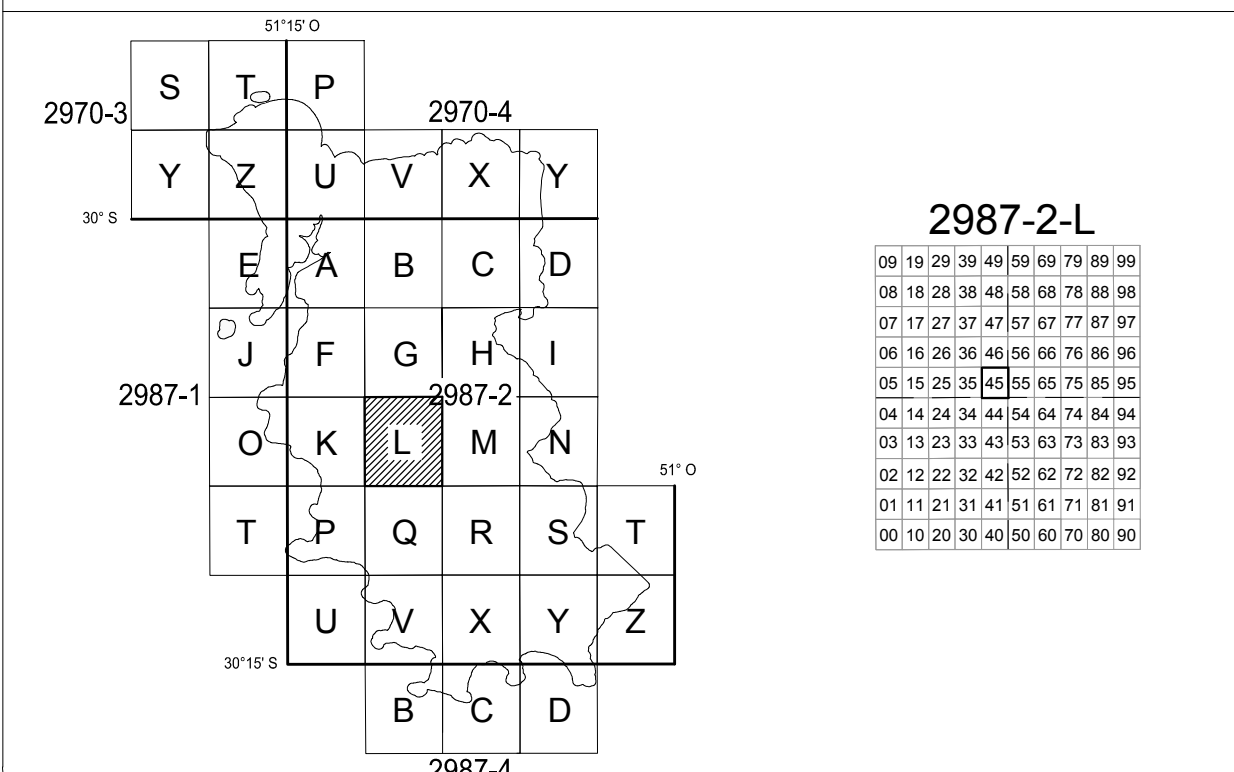 51°15' O
S T P
2970-3
2970-4
Y Z U V X Y
30° S
E A B C D
J F G H I
2987-1
2987-2
O K L M N
51° O
T P Q R S T
U V X Y Z
30°15' S
B C D
2987-4
2987-2-L
09 19 29 39 49 59 69 79 89 99
08 18 28 38 48 58 68 78 88 98
07 17 27 37 47 57 67 77 87 97
06 16 26 36 46 56 66 76 86 96
05 15 25 35 45 55 65 75 85 95
04 14 24 34 44 54 64 74 84 94
03 13 23 33 43 53 63 73 83 93
02 12 22 32 42 52 62 72 82 92
01 11 21 31 41 51 61 71 81 91
00 10 20 30 40 50 60 70 80 90